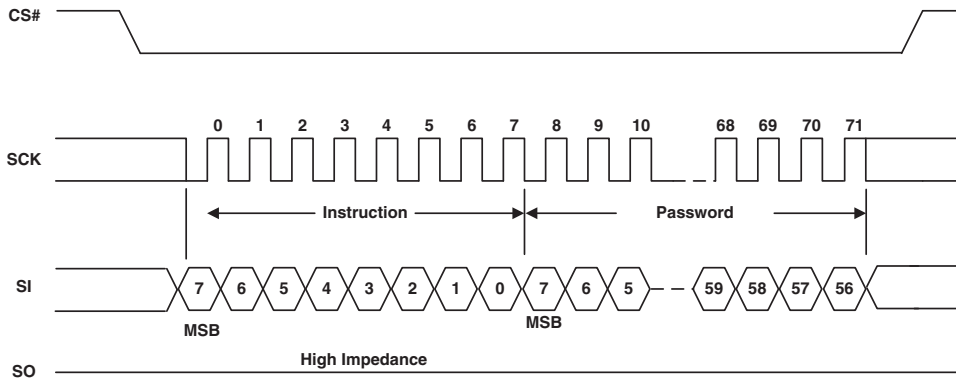 CS#
0 1 2 3 4 5 6 7 8 9 10 68 69 70 71
SCK
Instruction Password
SI 7 6 5 4 3 2 1 0 7 6 5 59 58 57 56
MSB MSB
High Impedance
SO